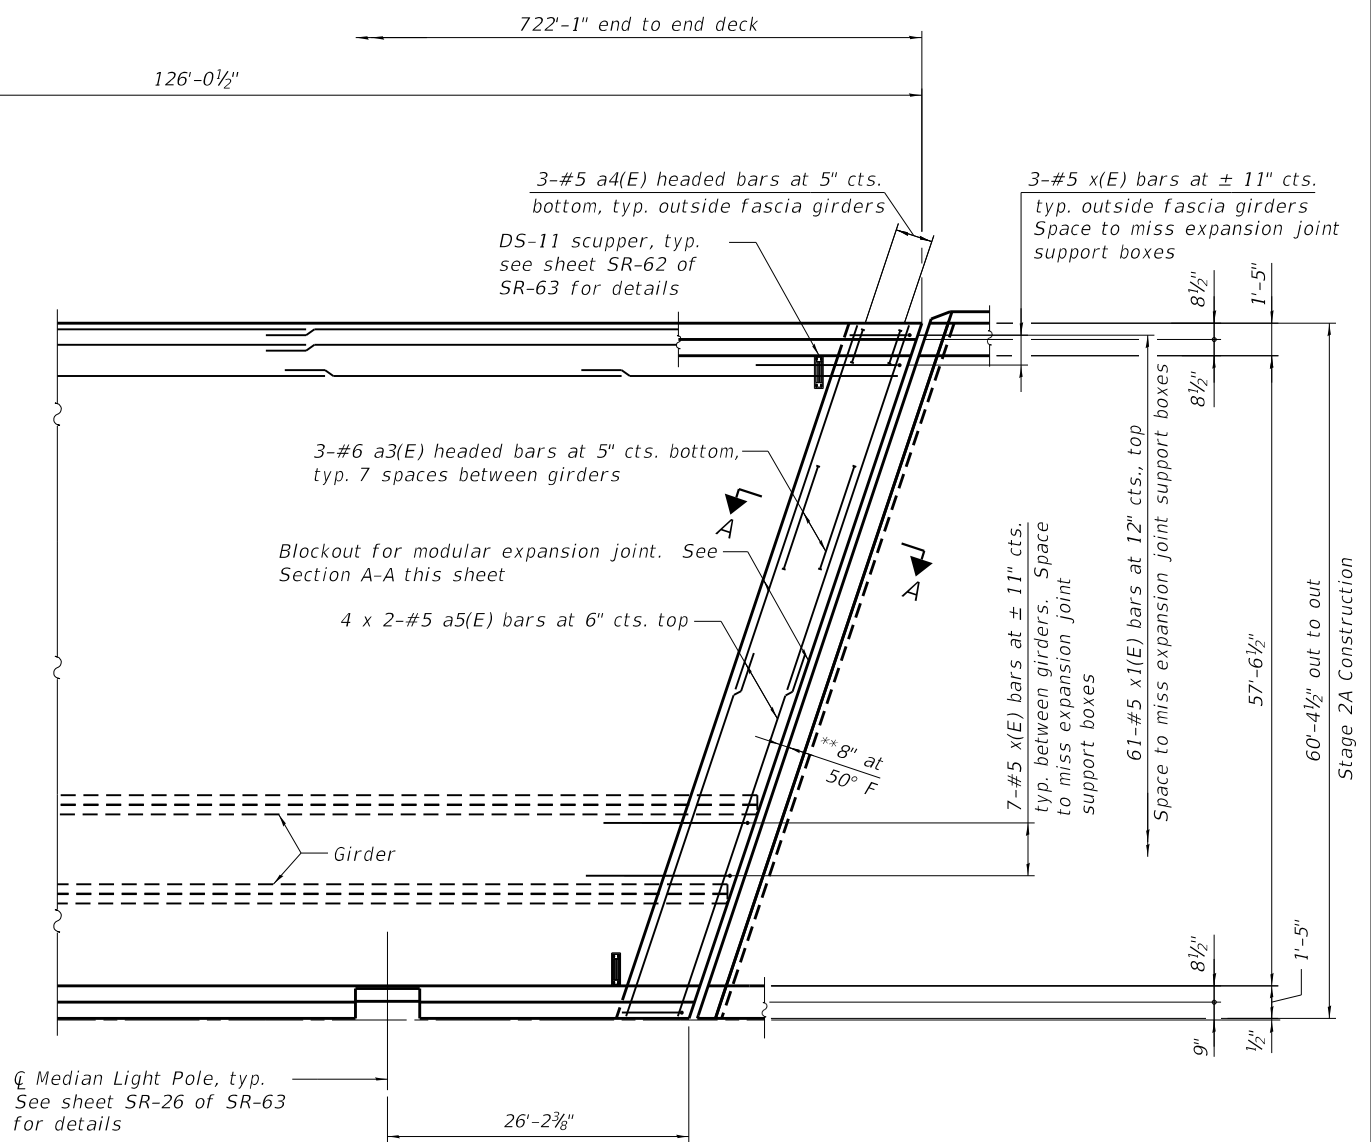 722'-1" end to end deck
126'-0½"
3-#5 a4(E) headed bars at 5" cts.
bottom, typ. outside fascia girders
3-#5 x(E) bars at ± 11" cts.
typ. outside fascia girders
Space to miss expansion joint
support boxes
DS-11 scupper, typ.
see sheet SR-62 of
SR-63 for details
8½"
1'-5"
8½"
3-#6 a3(E) headed bars at 5" cts. bottom,
typ. 7 spaces between girders
A
A
Blockout for modular expansion joint. See
Section A-A this sheet
4 x 2-#5 a5(E) bars at 6" cts. top
**8" at
50° F
7-#5 x(E) bars at ± 11" cts.
typ. between girders. Space
to miss expansion joint
support boxes
61-#5 x1(E) bars at 12" cts., top
Space to miss expansion joint support boxes
57'-6½"
60'-4½" out to out
Stage 2A Construction
Girder
8½"
1'-5"
9"
½"
℄ Median Light Pole, typ.
See sheet SR-26 of SR-63
for details
26'-2⅜"